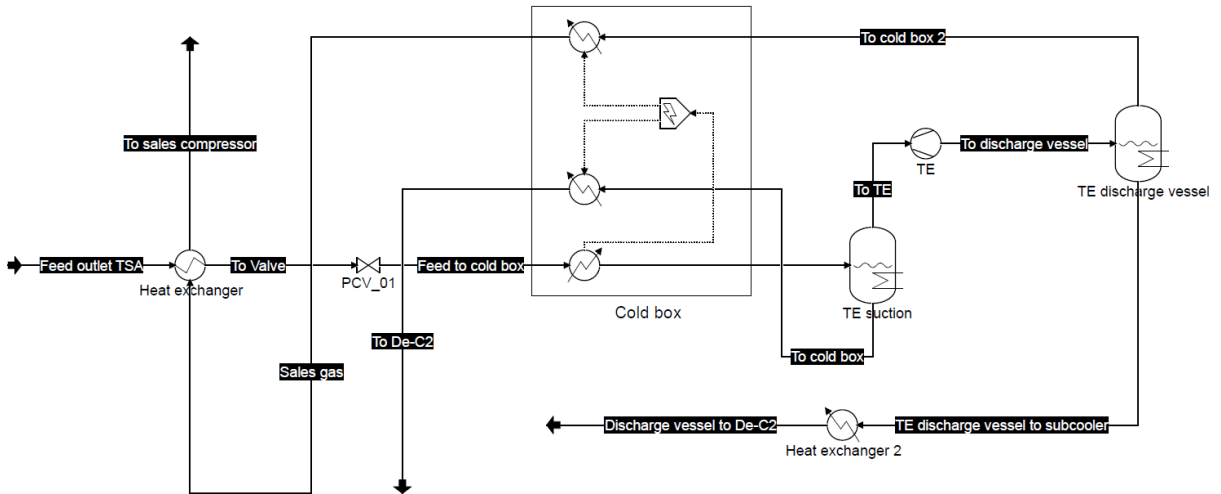 To cold box 2
To sales compressor
To discharge vessel
TE
To TE
TE discharge vessel
Feed outlet TSA
To Valve
Feed to cold box
Heat exchanger
PCV_01
Cold box
TE suction
To De-C2
To cold box
Sales gas
Discharge vessel to De-C2
TE discharge vessel to subcooler
Heat exchanger 2